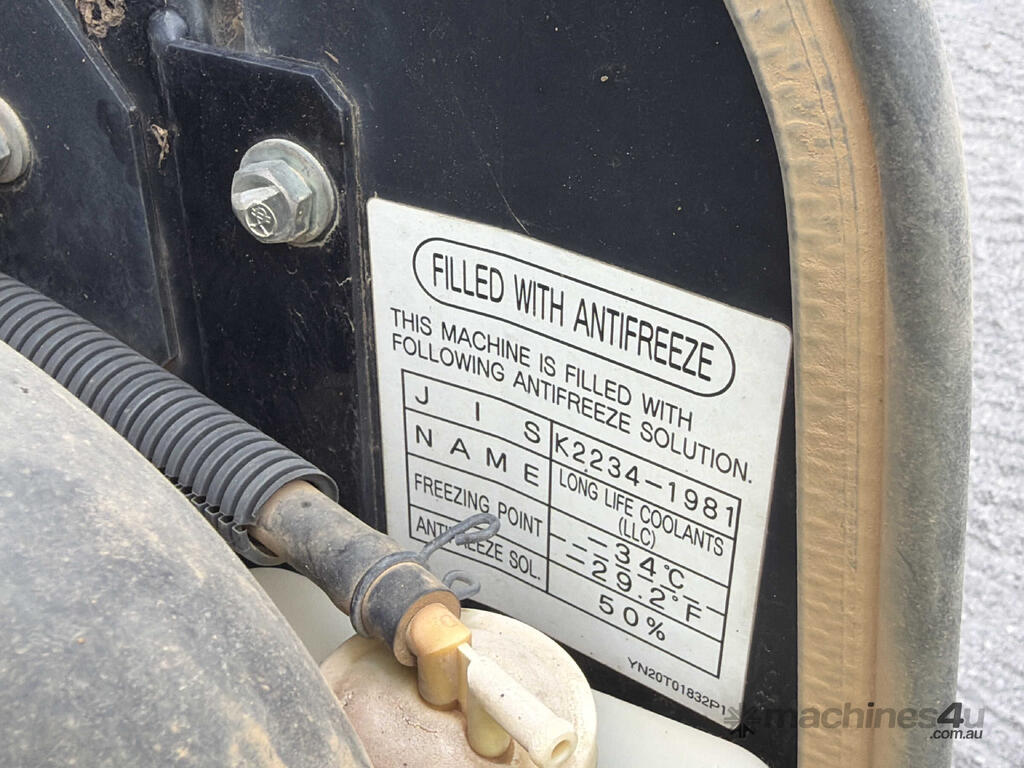 FILLED WITH ANTIFREEZE
THIS MACHINE IS FILLED WITH
FOLLOWING ANTIFREEZE SOLUTION.
J I S K2234-1981
N A M E LONG LIFE COOLANTS
(LLC)
FREEZING POINT -34°C
-29.2°F
ANTIFREEZE SOL. 50%
YN20T01832P1
machines4u
.com.au